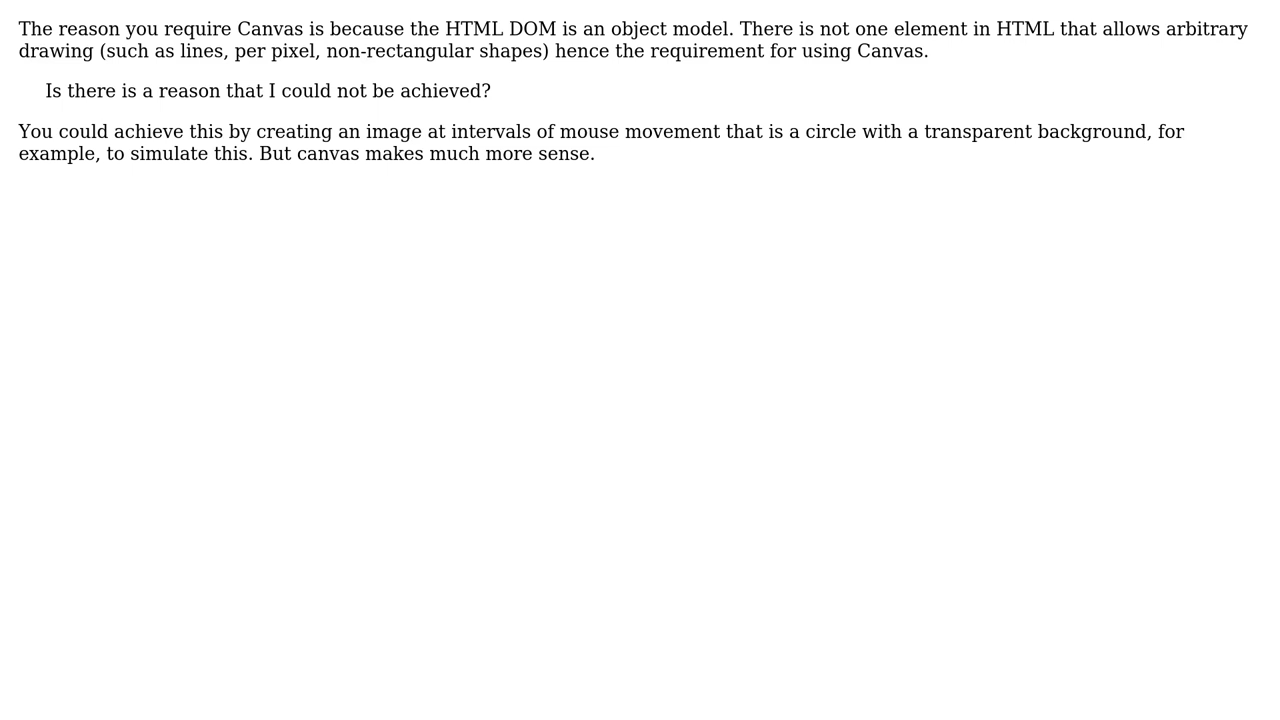 The reason you require Canvas is because the HTML DOM is an object model. There is not one element in HTML that allows arbitrary
drawing (such as lines, per pixel, non-rectangular shapes) hence the requirement for using Canvas.
Is there is a reason that I could not be achieved?
You could achieve this by creating an image at intervals of mouse movement that is a circle with a transparent background, for
example, to simulate this. But canvas makes much more sense.